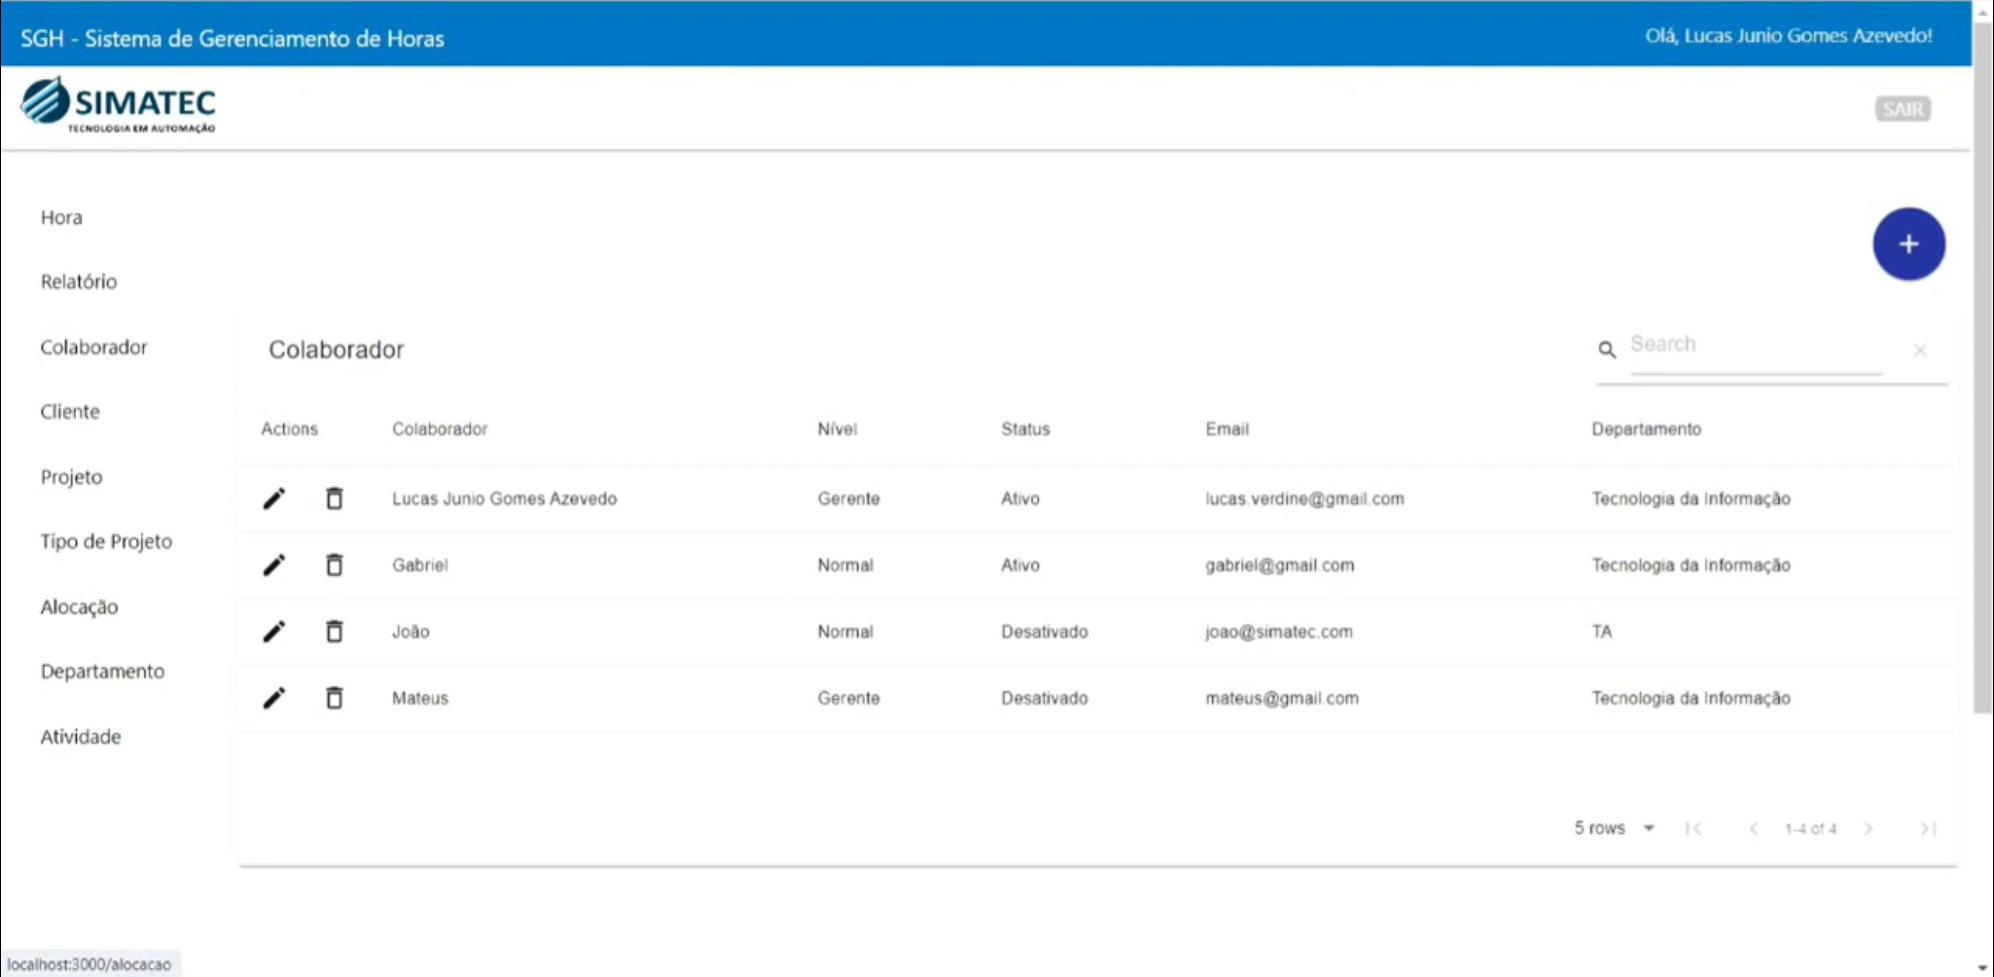 SGH - Sistema de Gerenciamento de Horas
Olá, Lucas Junio Gomes Azevedo!
SIMATEC
TECNOLOGIA EM AUTOMAÇÃO
SAIR
Hora
Relatório
Colaborador
Cliente
Projeto
Tipo de Projeto
Alocação
Departamento
Atividade
+
Colaborador
Search
Actions Colaborador Nível Status Email Departamento
Lucas Junio Gomes Azevedo Gerente Ativo lucas.verdine@gmail.com Tecnologia da Informação
Gabriel Normal Ativo gabriel@gmail.com Tecnologia da Informação
João Normal Desativado joao@simatec.com TA
Mateus Gerente Desativado mateus@gmail.com Tecnologia da Informação
5 rows 1-4 of 4
localhost:3000/alocacao